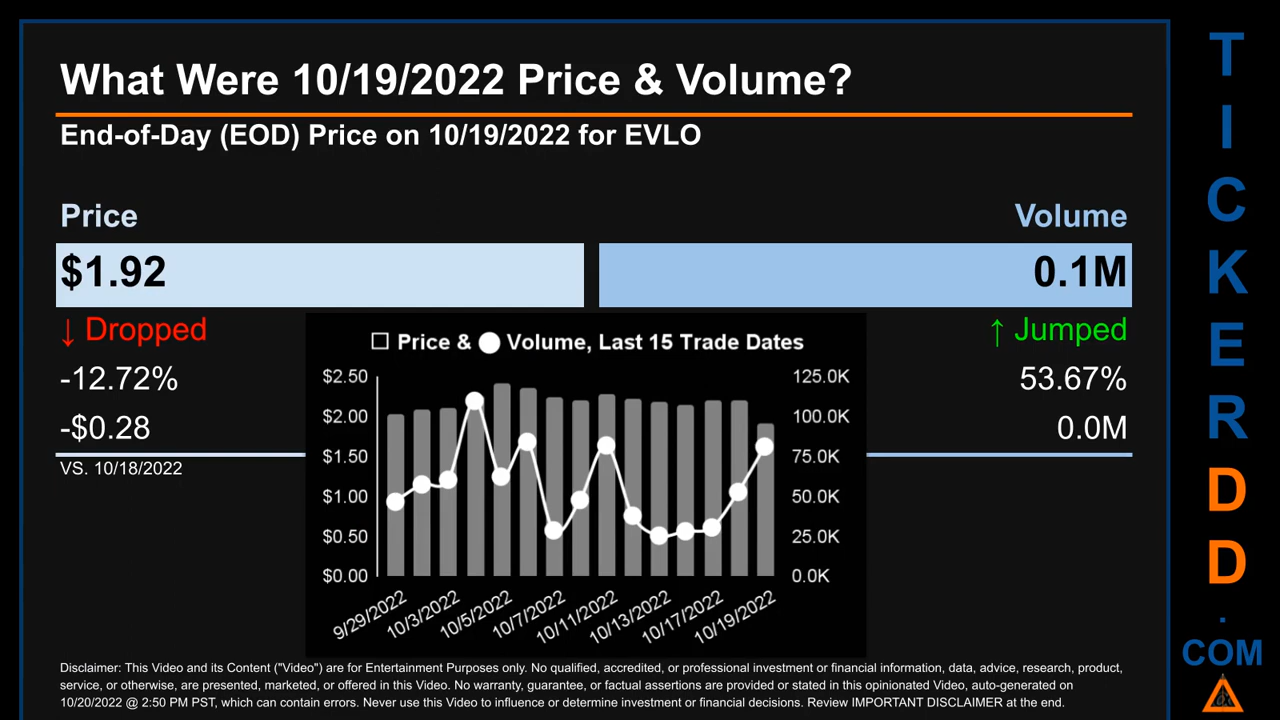 What Were 10/19/2022 Price & Volume?
End-of-Day (EOD) Price on 10/19/2022 for EVLO
Price
Volume
$1.92
0.1M
↓ Dropped
↑ Jumped
-12.72%
53.67%
-$0.28
0.0M
VS. 10/18/2022
Price & Volume, Last 15 Trade Dates
$2.50
$2.00
$1.50
$1.00
$0.50
$0.00
125.0K
100.0K
75.0K
50.0K
25.0K
0.0K
9/29/2022
10/3/2022
10/5/2022
10/7/2022
10/11/2022
10/13/2022
10/17/2022
10/19/2022
Disclaimer: This Video and its Content ("Video") are for Entertainment Purposes only. No qualified, accredited, or professional investment or financial information, data, advice, research, product,
service, or otherwise, are presented, marketed, or offered in this Video. No warranty, guarantee, or factual assertions are provided or stated in this opinionated Video, auto-generated on
10/20/2022 @ 2:50 PM PST, which can contain errors. Never use this Video to influence or determine investment or financial decisions. Review IMPORTANT DISCLAIMER at the end.
T
I
C
K
E
R
D
D
.
COM